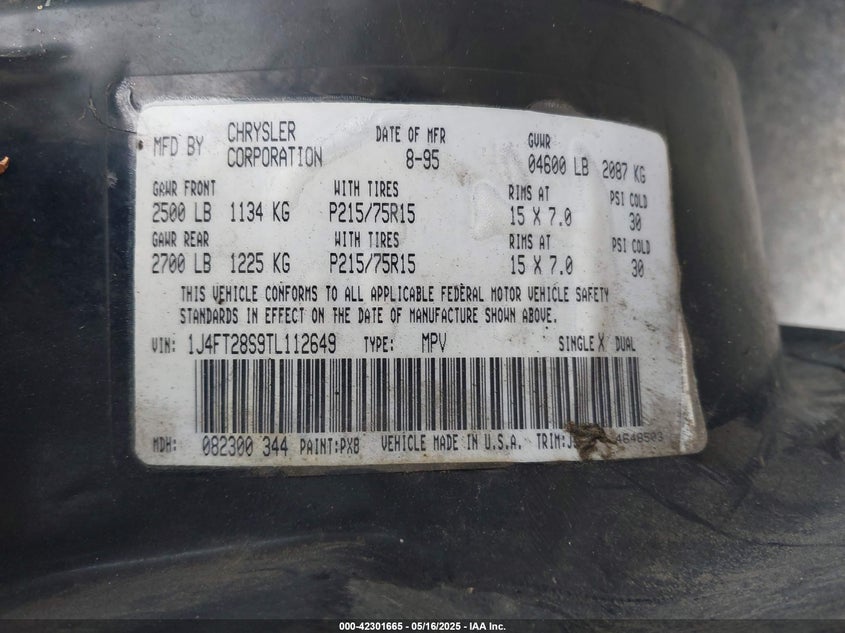 MFD BY CHRYSLER CORPORATION DATE OF MFR 8-95 GVWR 04600 LB 2087 KG
GAWR FRONT WITH TIRES RIMS AT PSI COLD
2500 LB 1134 KG P215/75R15 15 X 7.0 30
GAWR REAR WITH TIRES RIMS AT PSI COLD
2700 LB 1225 KG P215/75R15 15 X 7.0 30
THIS VEHICLE CONFORMS TO ALL APPLICABLE FEDERAL MOTOR VEHICLE SAFETY
STANDARDS IN EFFECT ON THE DATE OF MANUFACTURE SHOWN ABOVE.
VIN: 1J4FT28S9TL112649 TYPE: MPV SINGLE X DUAL
MDH: 082300 344 PAINT:PX8 VEHICLE MADE IN U.S.A. TRIM:
000-42301665 - 05/16/2025 - IAA Inc.